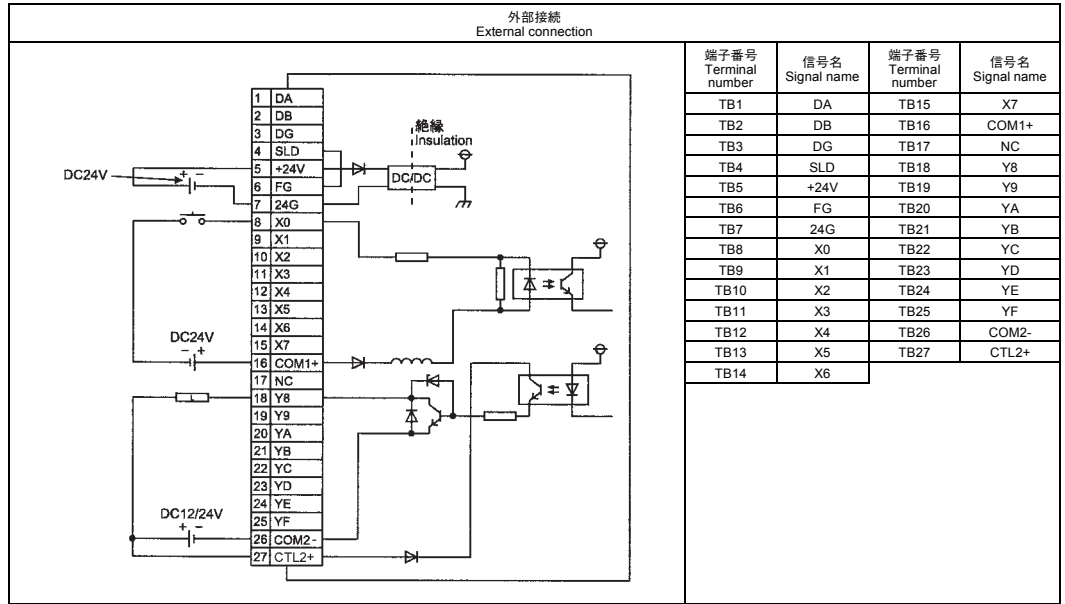 外部接続
External connection
1 DA
2 DB
3 DG
4 SLD
5 +24V
6 FG
7 24G
8 X0
9 X1
10 X2
11 X3
12 X4
13 X5
14 X6
15 X7
16 COM1+
17 NC
18 Y8
19 Y9
20 YA
21 YB
22 YC
23 YD
24 YE
25 YF
26 COM2-
27 CTL2+
絶縁
Insulation
DC/DC
DC24V
+ -
DC24V
- +
DC12/24V
+ -
端子番号 信号名 端子番号 信号名
Terminal number Signal name Terminal number Signal name
TB1 DA TB15 X7
TB2 DB TB16 COM1+
TB3 DG TB17 NC
TB4 SLD TB18 Y8
TB5 +24V TB19 Y9
TB6 FG TB20 YA
TB7 24G TB21 YB
TB8 X0 TB22 YC
TB9 X1 TB23 YD
TB10 X2 TB24 YE
TB11 X3 TB25 YF
TB12 X4 TB26 COM2-
TB13 X5 TB27 CTL2+
TB14 X6